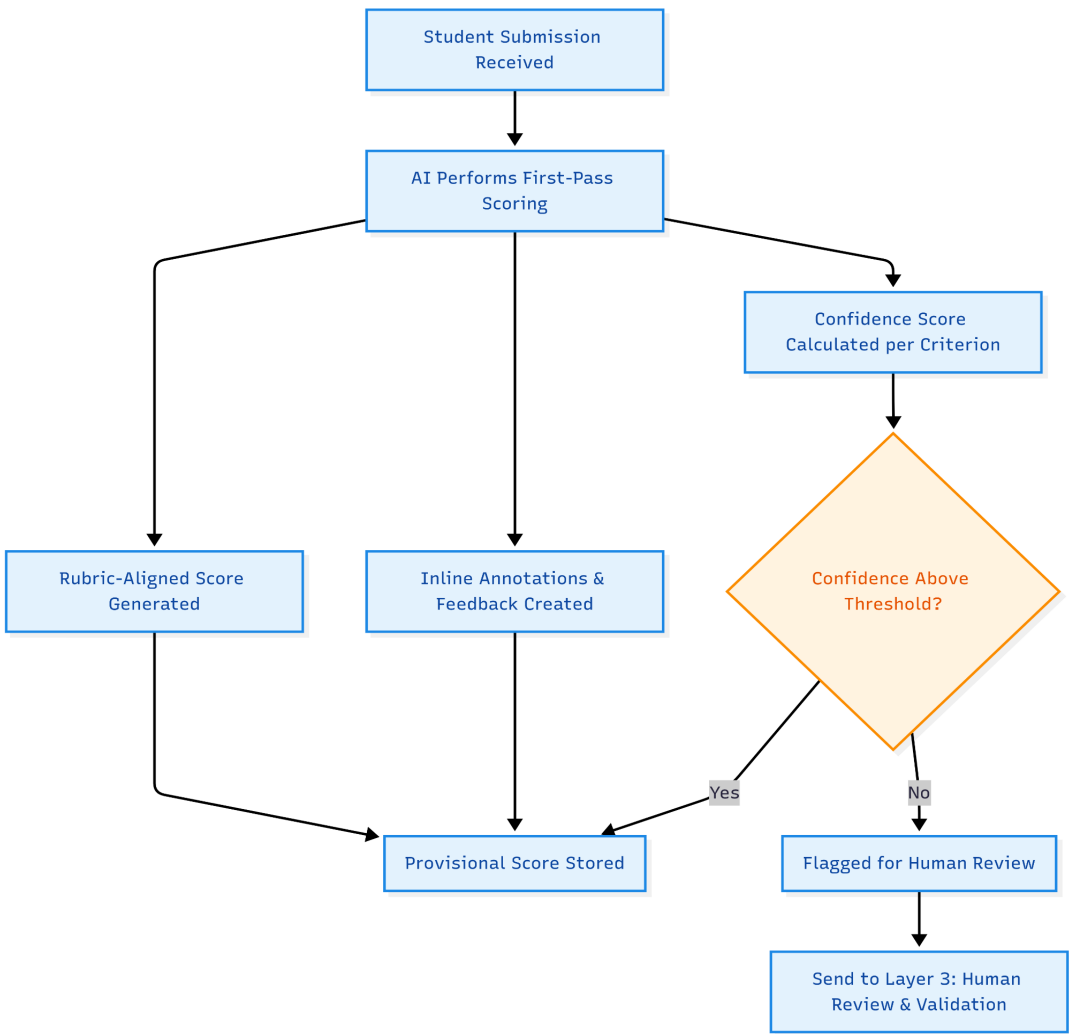 Student Submission
Received
AI Performs First-Pass
Scoring
Confidence Score
Calculated per Criterion
Rubric-Aligned Score
Generated
Inline Annotations &
Feedback Created
Confidence Above
Threshold?
Yes
No
Provisional Score Stored
Flagged for Human Review
Send to Layer 3: Human
Review & Validation